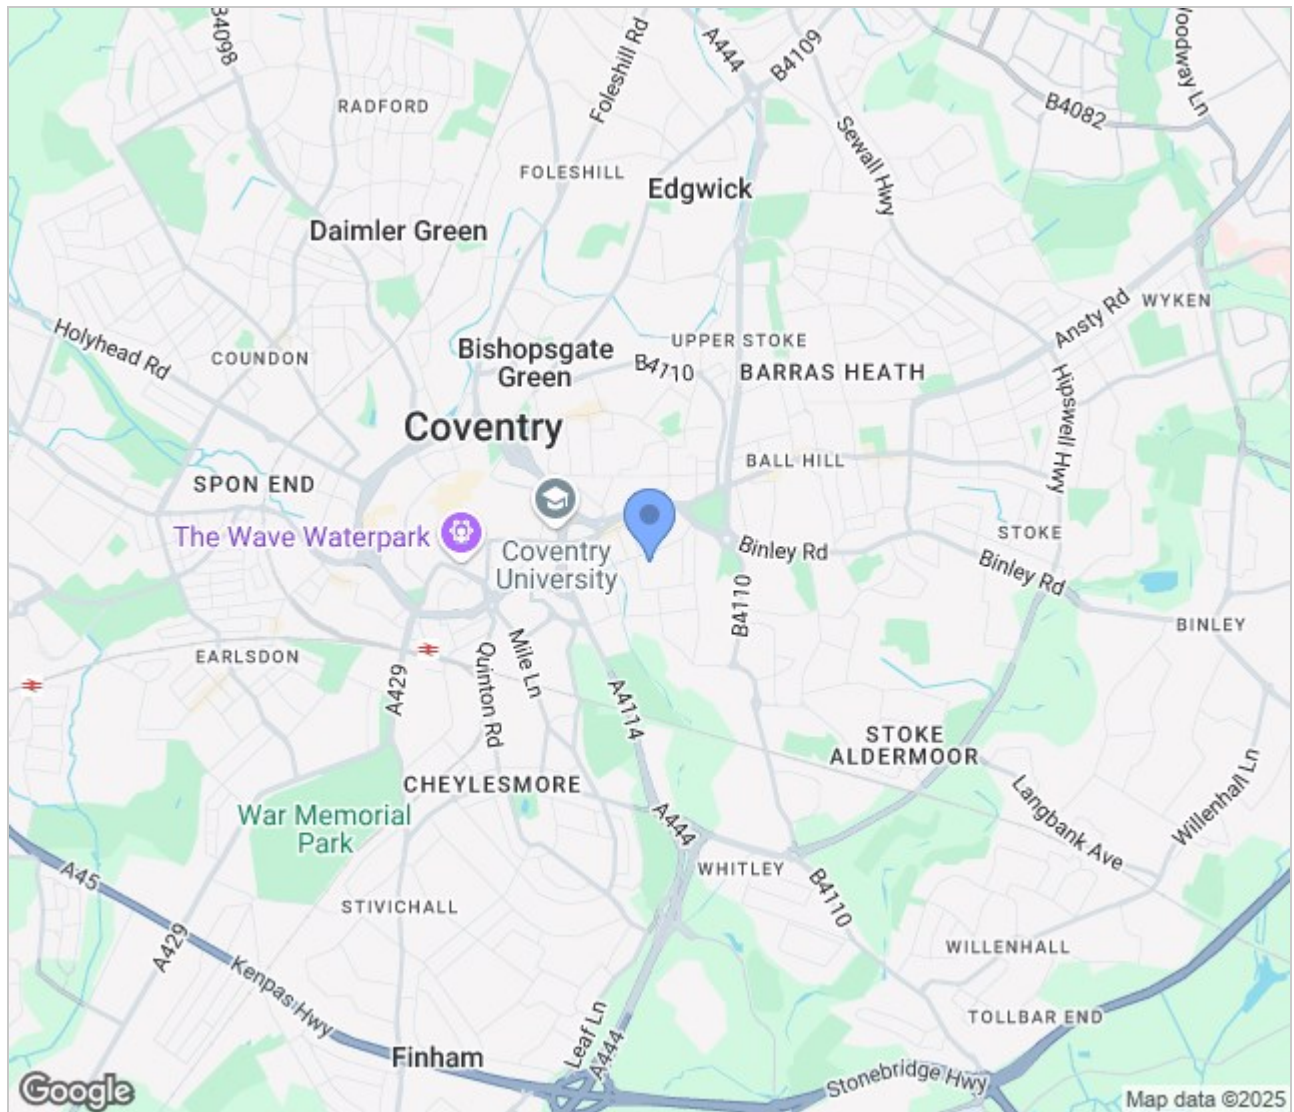 B4098
Foleshill Rd
A444
B4109
Woodway Ln
RADFORD
B4082
Sewall Hwy
FOLESHILL
Edgwick
Daimler Green
WYKEN
Ansty Rd
Holyhead Rd
COUNDON
Bishopsgate
Green
UPPER STOKE
B4110
BARRAS HEATH
Hipswell Hwy
Coventry
BALL HILL
SPON END
The Wave Waterpark
Coventry
University
Binley Rd
STOKE
Binley Rd
B4110
BINLEY
EARLSDON
A429
Quinton Rd
Mile Ln
A4114
STOKE
ALDERMOOR
CHEYLESMORE
War Memorial
Park
A444
Langbank Ave
Willenhall Ln
A45
WHITLEY
B4110
STIVICHALL
A429
WILLENHALL
Kenpas Hwy
TOLLBAR END
Leaf Ln
A444
Finham
Stonebridge Hwy
Google
Map data ©2025